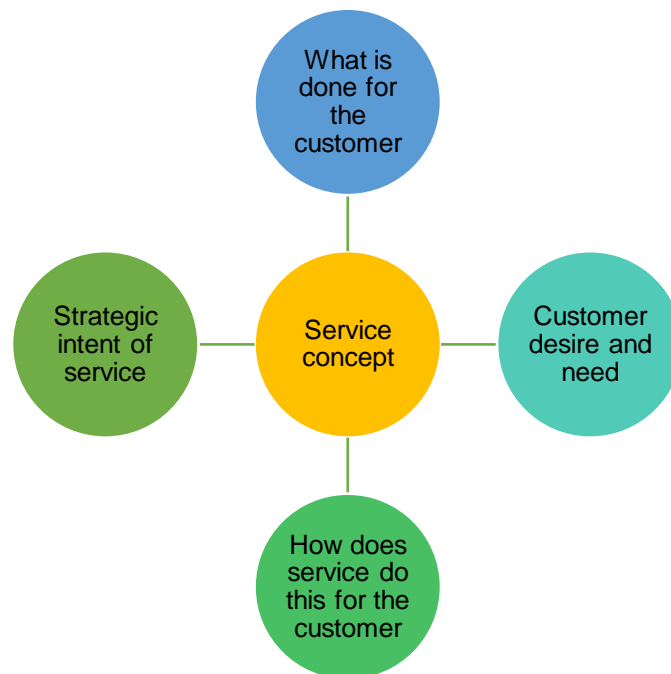 What is
done for
the
customer
Strategic
intent of
service
Service
concept
Customer
desire and
need
How does
service do
this for the
customer